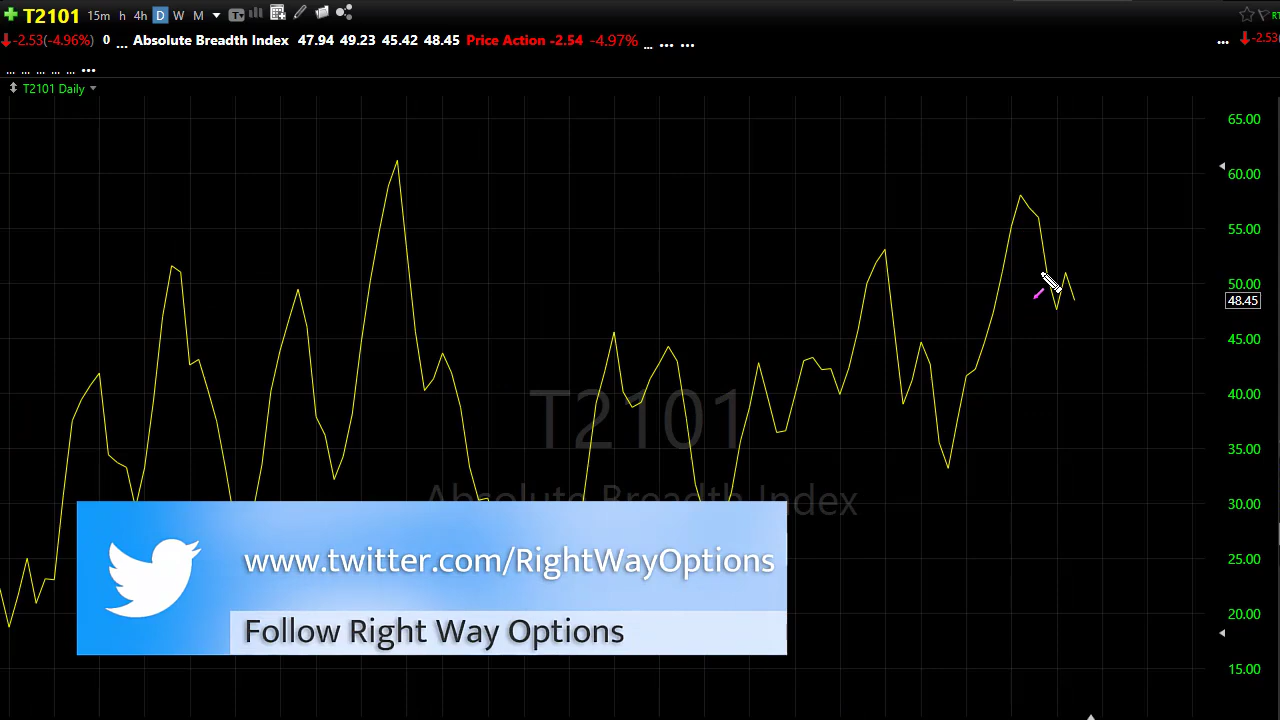 T2101 15m h 4h D W M
-2.53(-4.96%) 0 ... Absolute Breadth Index 47.94 49.23 45.42 48.45 Price Action -2.54 -4.97% ... ... ... ... -2.53
... ... ... ... ... ...
T2101 Daily
65.00
60.00
55.00
50.00
48.45
45.00
40.00
35.00
30.00
25.00
20.00
15.00
T2101
Absolute Breadth Index
www.twitter.com/RightWayOptions
Follow Right Way Options